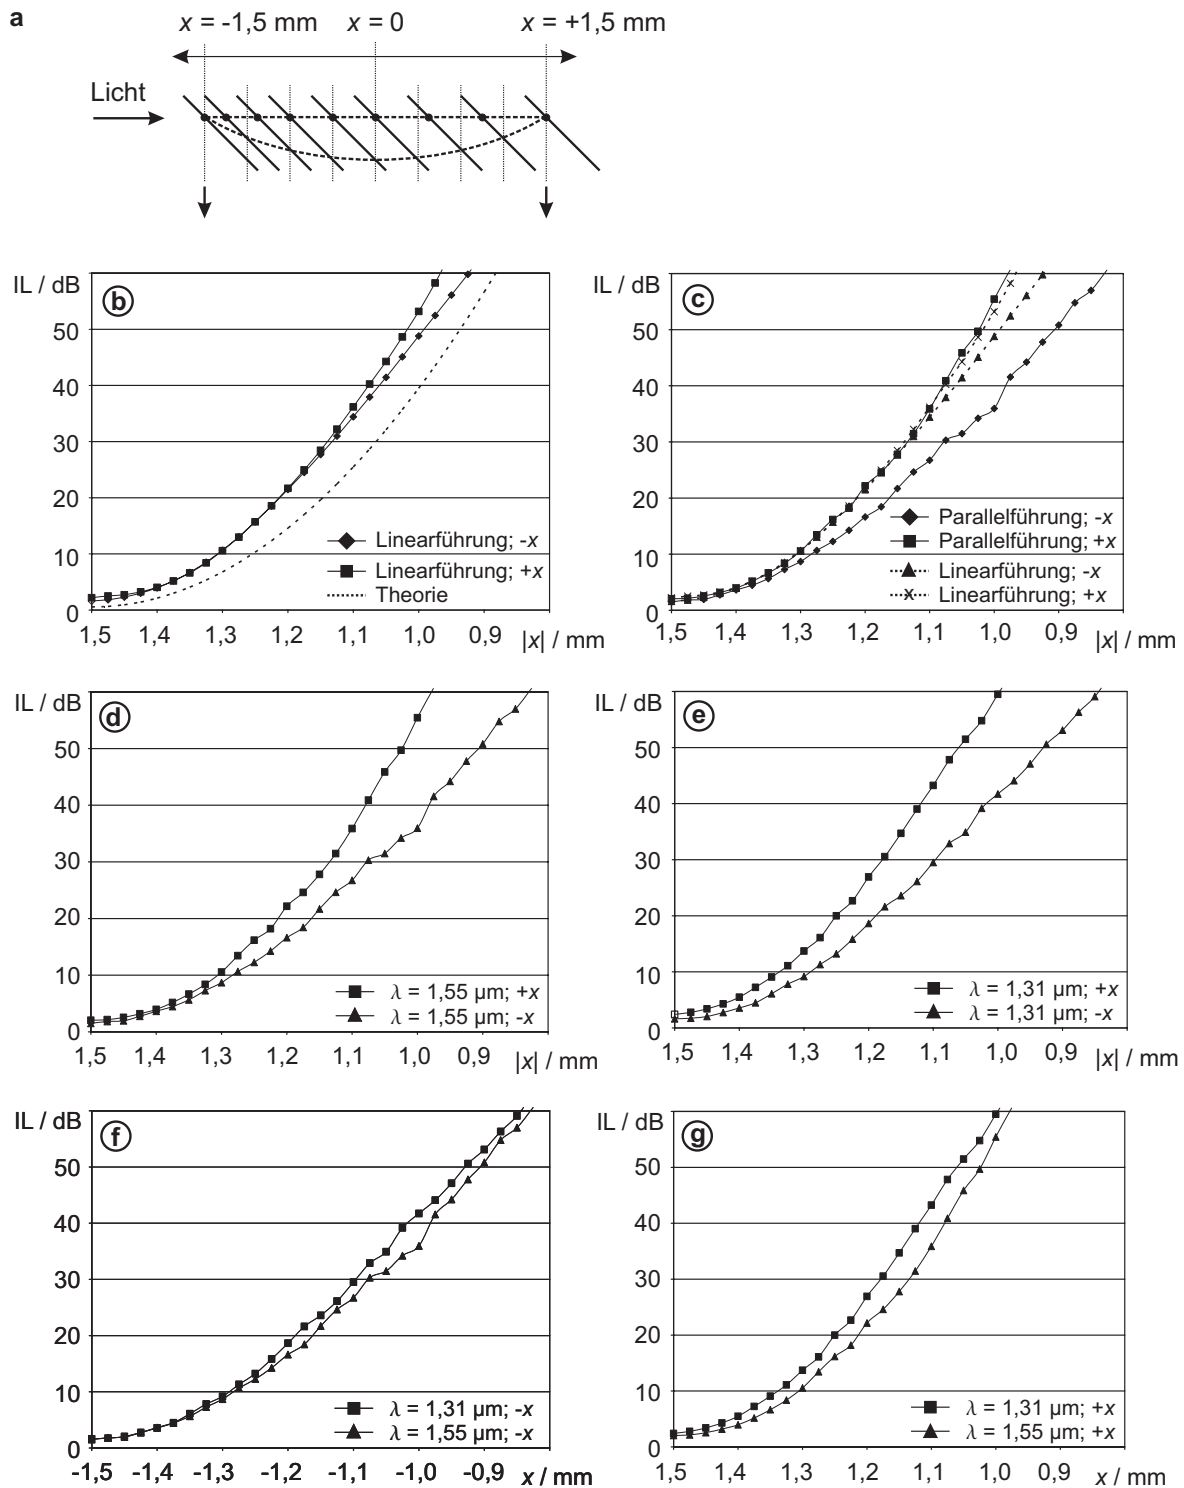 a
x = -1,5 mm x = 0 x = +1,5 mm
Licht
IL / dB
b
50
40
30
20
10
0
Linearführung; -x
Linearführung; +x
Theorie
1,5 1,3 1,2 1,1 1,0 0,9 |x| / mm
IL / dB
c
50
40
30
20
10
0
Parallelführung; -x
Parallelführung; +x
Linearführung; -x
Linearführung; +x
1,5 1,4 1,3 1,2 1,1 1,0 0,9 |x| / mm
IL / dB
d
50
40
30
20
10
0
λ = 1,55 µm; +x
λ = 1,55 µm; -x
1,5 1,4 1,3 1,2 1,1 1,0 0,9 |x| / mm
IL / dB
e
50
40
30
20
10
0
λ = 1,31 µm; +x
λ = 1,31 µm; -x
1,5 1,4 1,3 1,2 1,1 1,0 0,9 |x| / mm
IL / dB
f
50
40
30
20
10
0
λ = 1,31 µm; -x
λ = 1,55 µm; -x
-1,5 -1,4 -1,3 -1,2 -1,1 -1,0 -0,9 x / mm
IL / dB
g
50
40
30
20
10
0
λ = 1,31 µm; +x
λ = 1,55 µm; +x
1,5 1,4 1,3 1,2 1,1 1,0 0,9 x / mm